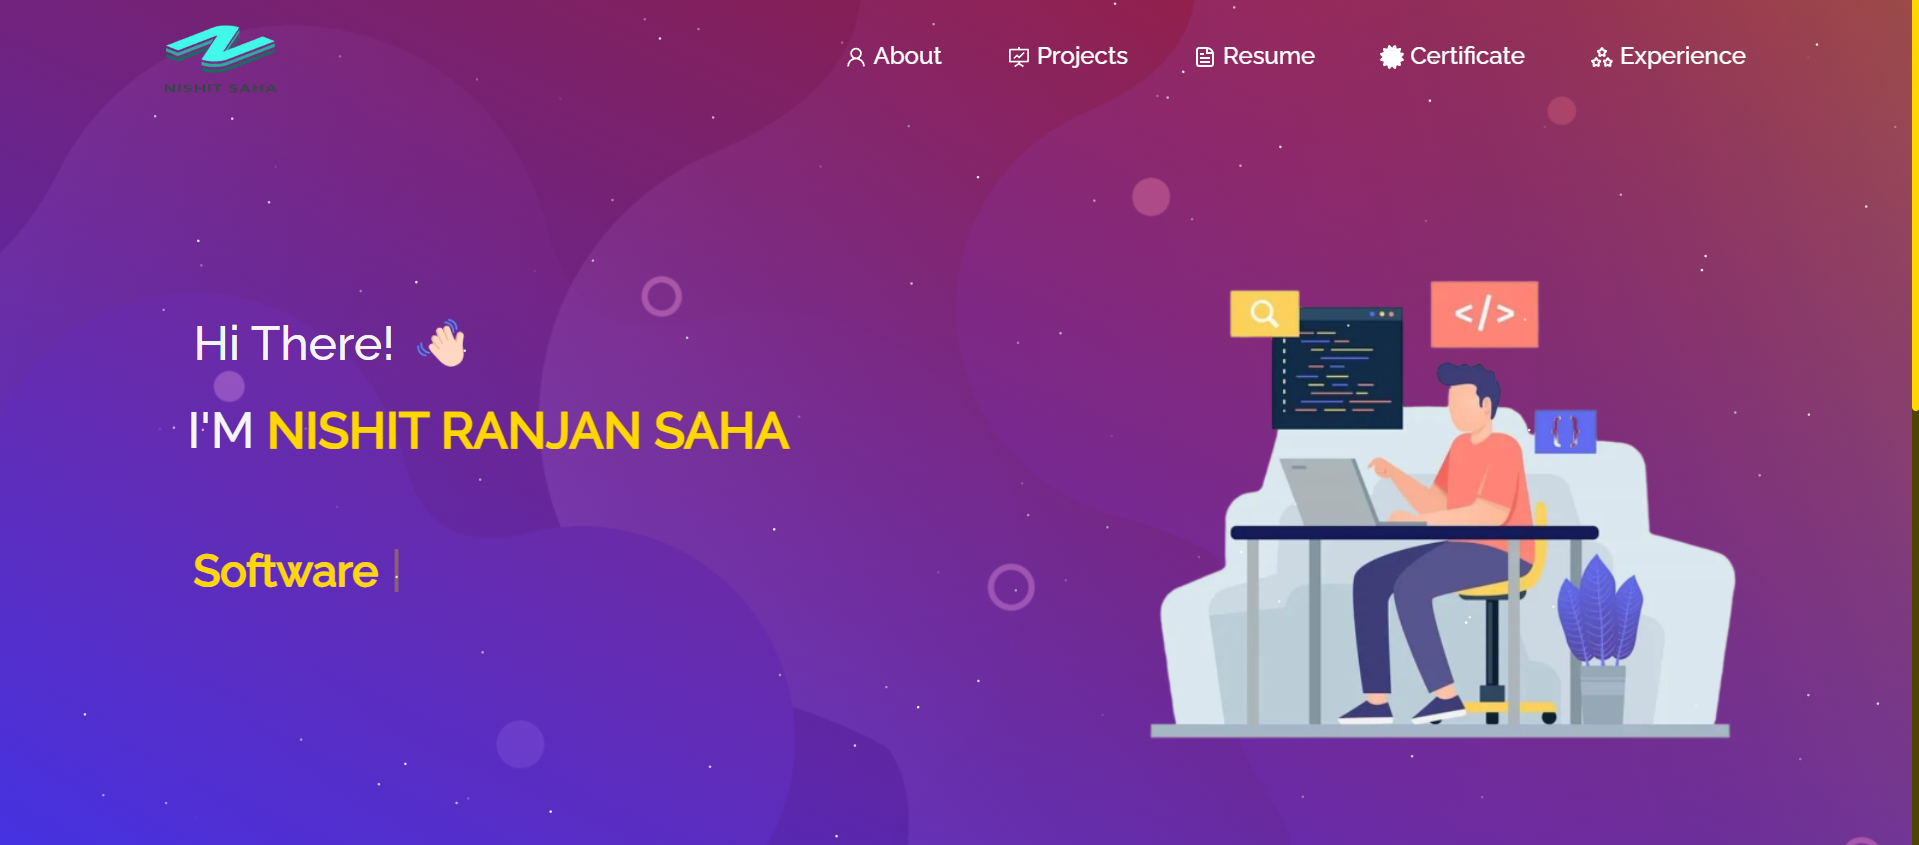 NISHIT SAHA
About Projects Resume Certificate Experience
Hi There!
I'M NISHIT RANJAN SAHA
Software
</>
{}